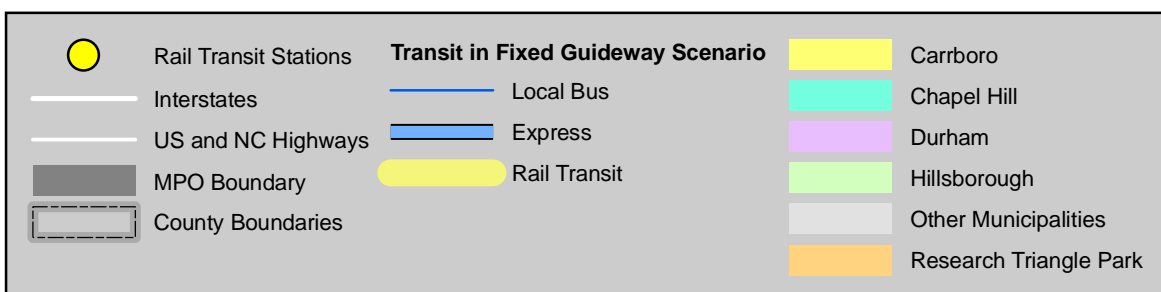 Rail Transit Stations
Interstates
US and NC Highways
MPO Boundary
County Boundaries
Transit in Fixed Guideway Scenario
Local Bus
Express
Rail Transit
Carrboro
Chapel Hill
Durham
Hillsborough
Other Municipalities
Research Triangle Park